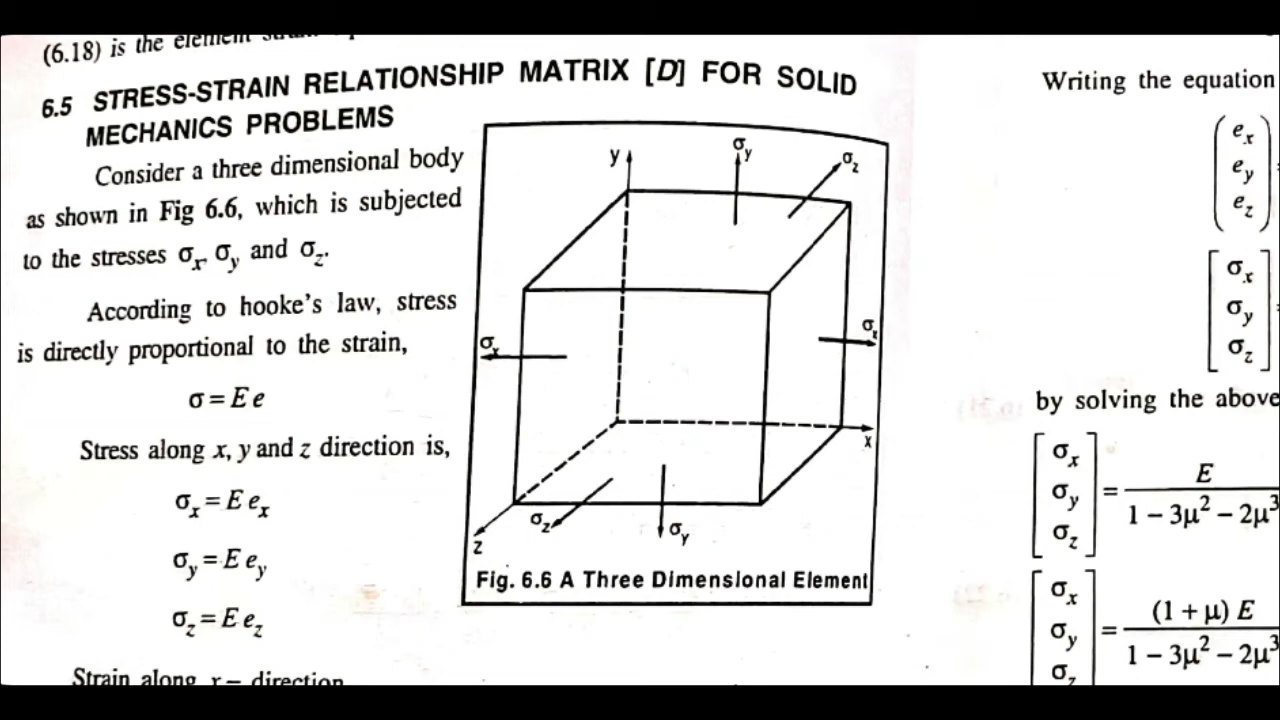 (6.18) is the element
6.5 STRESS-STRAIN RELATIONSHIP MATRIX [D] FOR SOLID
MECHANICS PROBLEMS
Consider a three dimensional body
as shown in Fig 6.6, which is subjected
to the stresses σx, σy and σz.
According to hooke's law, stress
is directly proportional to the strain,
σ = E e
Stress along x, y and z direction is,
σx = E ex
σy = E ey
σz = E ez
Strain along x – direction
y
σy
σz
σx
σx
x
σz
σy
z
Fig. 6.6 A Three Dimensional Element
Writing the equation
ex
ey
ez
σx
σy
σz
by solving the above
σx
σy
σz
= E
1 − 3μ² − 2μ³
σx
σy
σz
= (1 + μ) E
1 − 3μ² − 2μ³